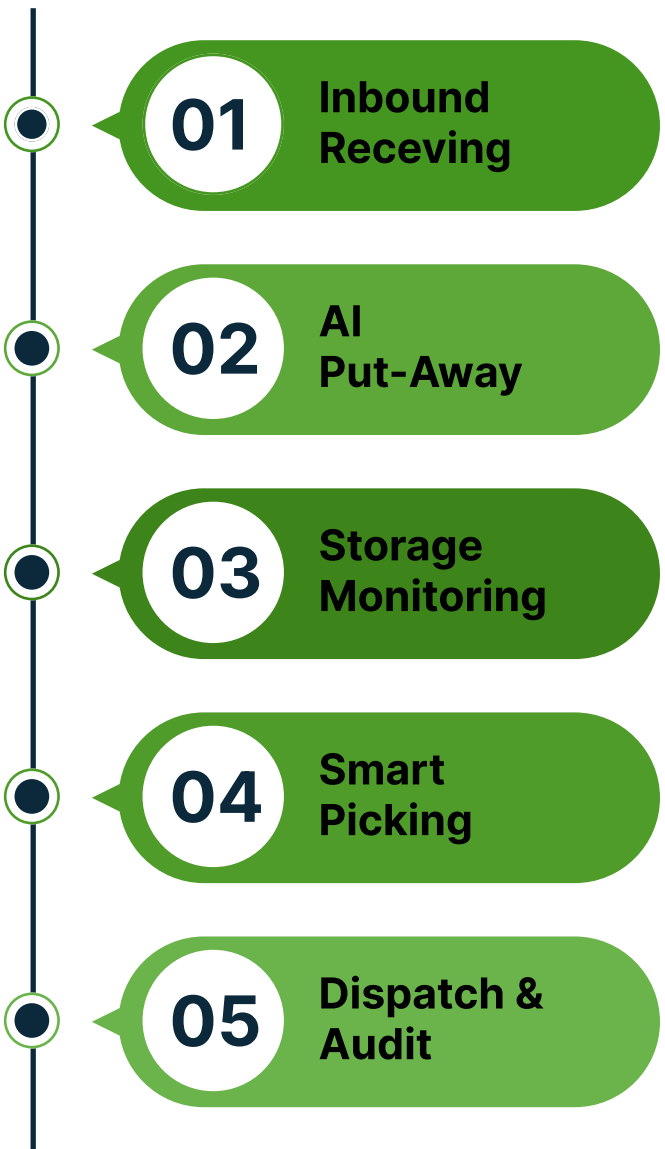 01
Inbound
Receving
02
AI
Put-Away
03
Storage
Monitoring
04
Smart
Picking
05
Dispatch &
Audit